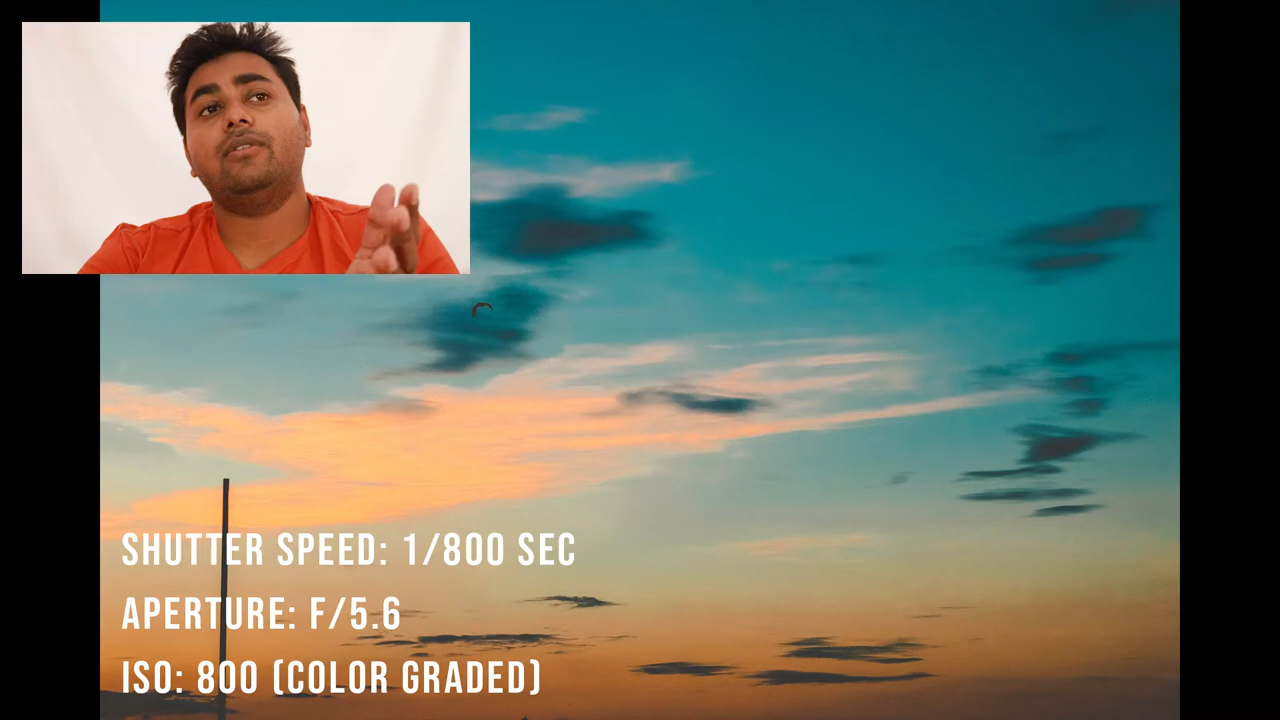 SHUTTER SPEED: 1/800 SEC
APERTURE: F/5.6
ISO: 800 (COLOR GRADED)